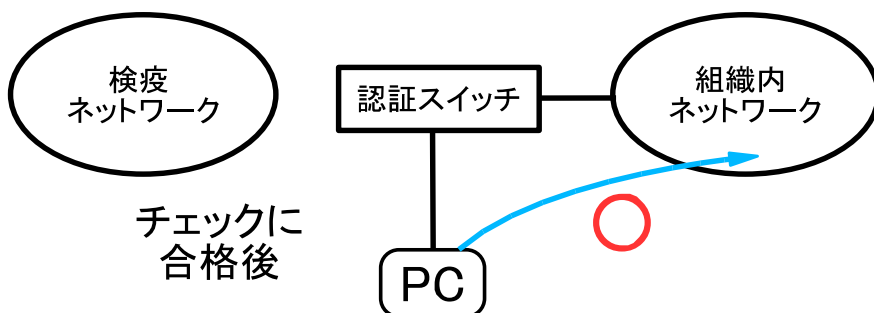 検疫
ネットワーク
認証スイッチ
組織内
ネットワーク
チェックに
合格後
PC